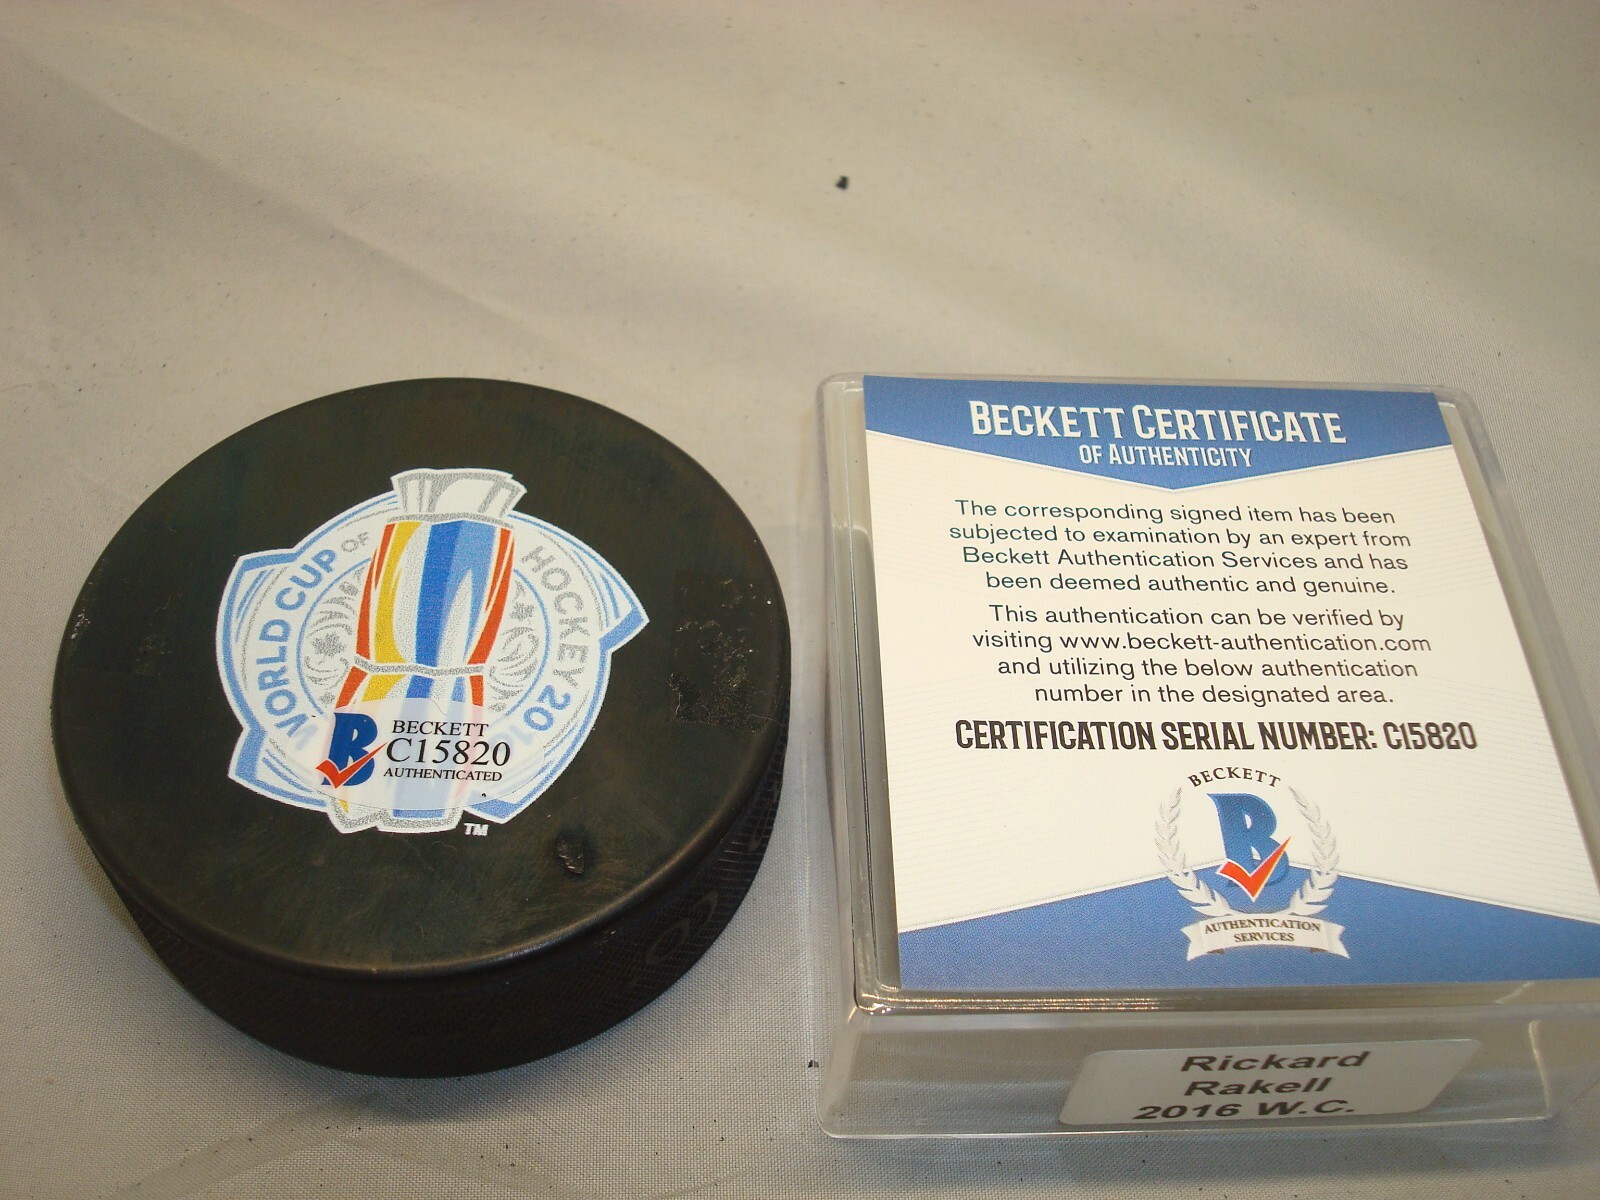 WORLD CUP OF HOCKEY 20
BECKETT
C15820
AUTHENTICATED
TM
BECKETT CERTIFICATE
OF AUTHENTICITY
The corresponding signed item has been
subjected to examination by an expert from
Beckett Authentication Services and has
been deemed authentic and genuine.
This authentication can be verified by
visiting www.beckett-authentication.com
and utilizing the below authentication
number in the designated area.
CERTIFICATION SERIAL NUMBER: C15820
BECKETT
B
AUTHENTICATION
SERVICES
Rickard
Rakell
2016 W.C.